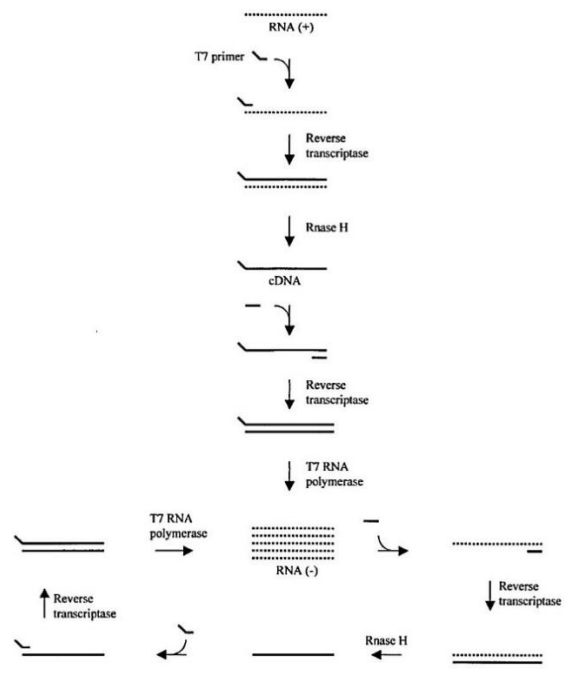 RNA (+)
T7 primer
Reverse
transcriptase
Rnase H
cDNA
Reverse
transcriptase
T7 RNA
polymerase
T7 RNA
polymerase
RNA (-)
Reverse
transcriptase
Reverse
transcriptase
Rnase H